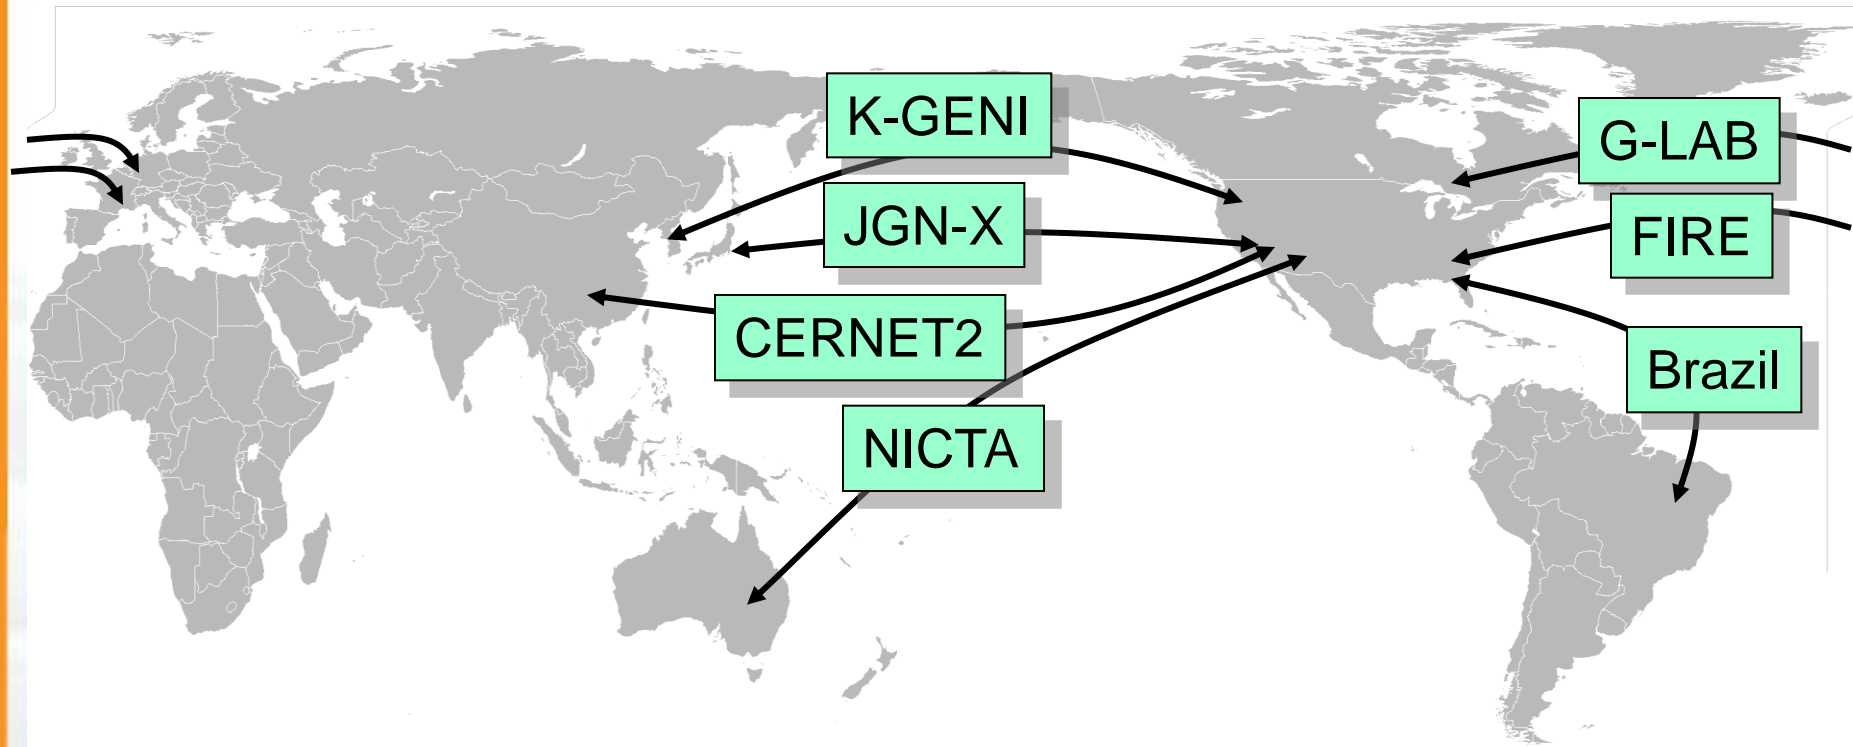 K-GENI
G-LAB
JGN-X
FIRE
CERNET2
Brazil
NICTA